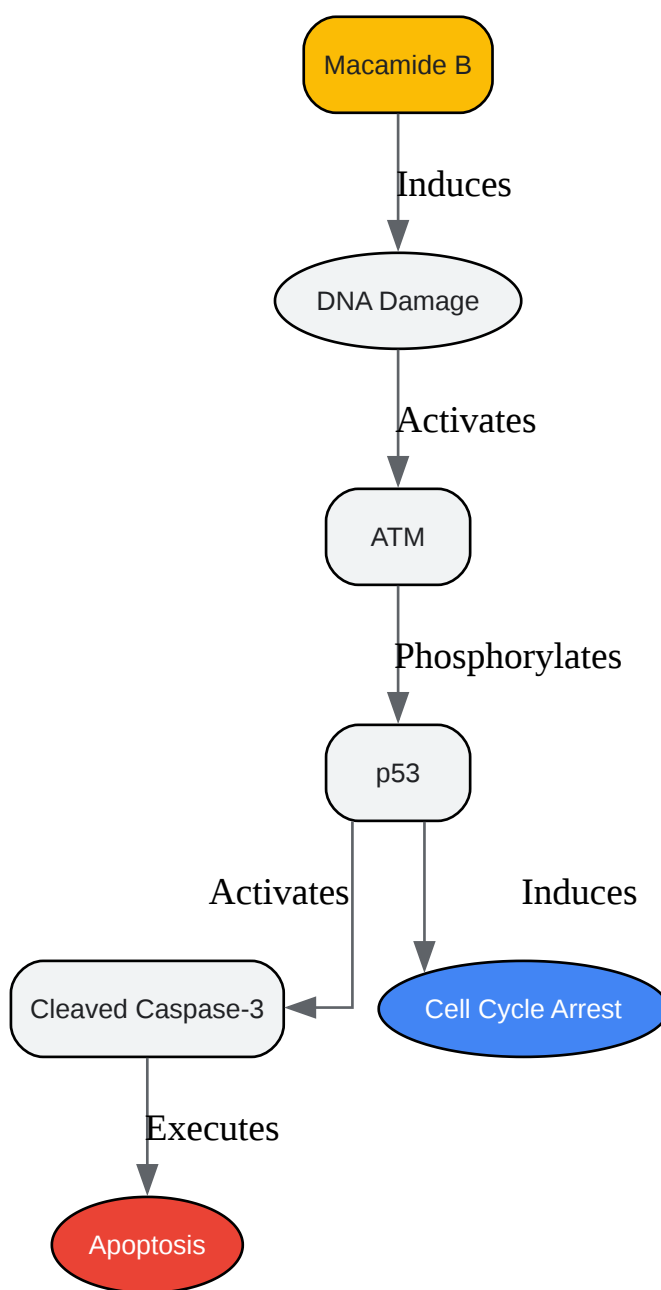 Macamide B
Induces
DNA Damage
Activates
ATM
Phosphorylates
p53
Activates
Induces
Cleaved Caspase-3
Cell Cycle Arrest
Executes
Apoptosis